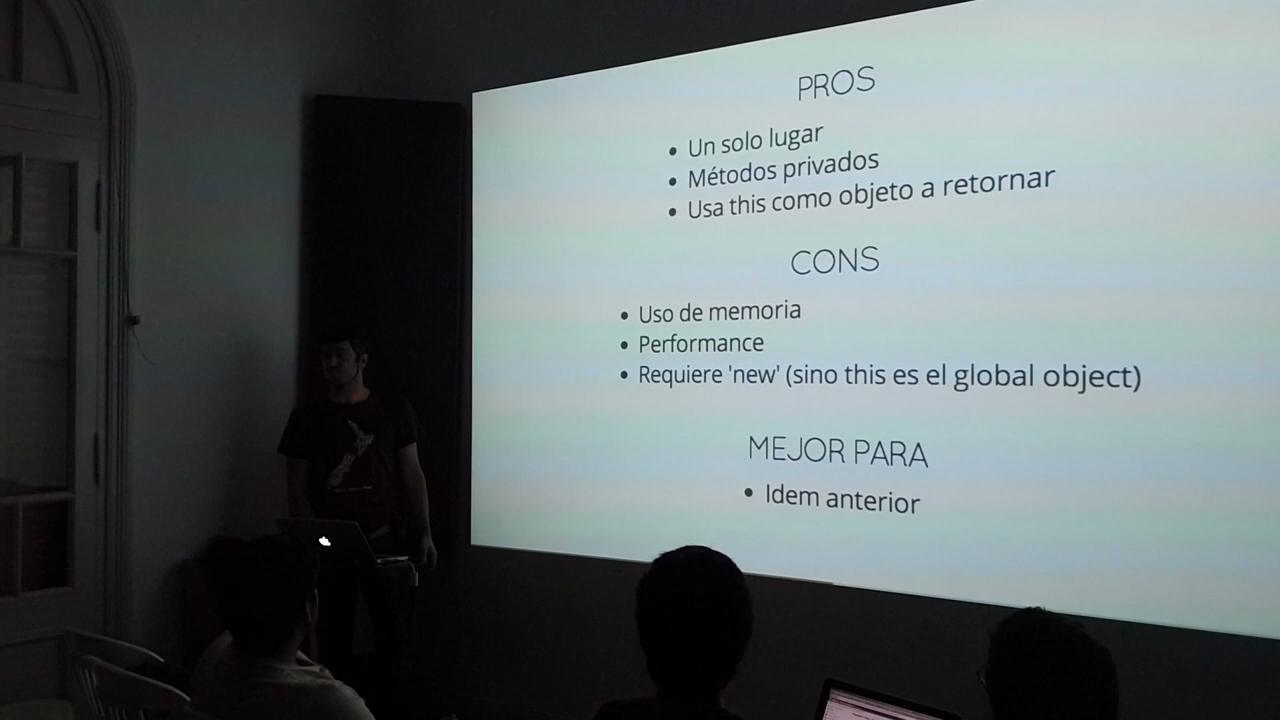 PROS
• Un solo lugar
• Métodos privados
• Usa this como objeto a retornar
CONS
• Uso de memoria
• Performance
• Requiere 'new' (sino this es el global object)
MEJOR PARA
• Idem anterior